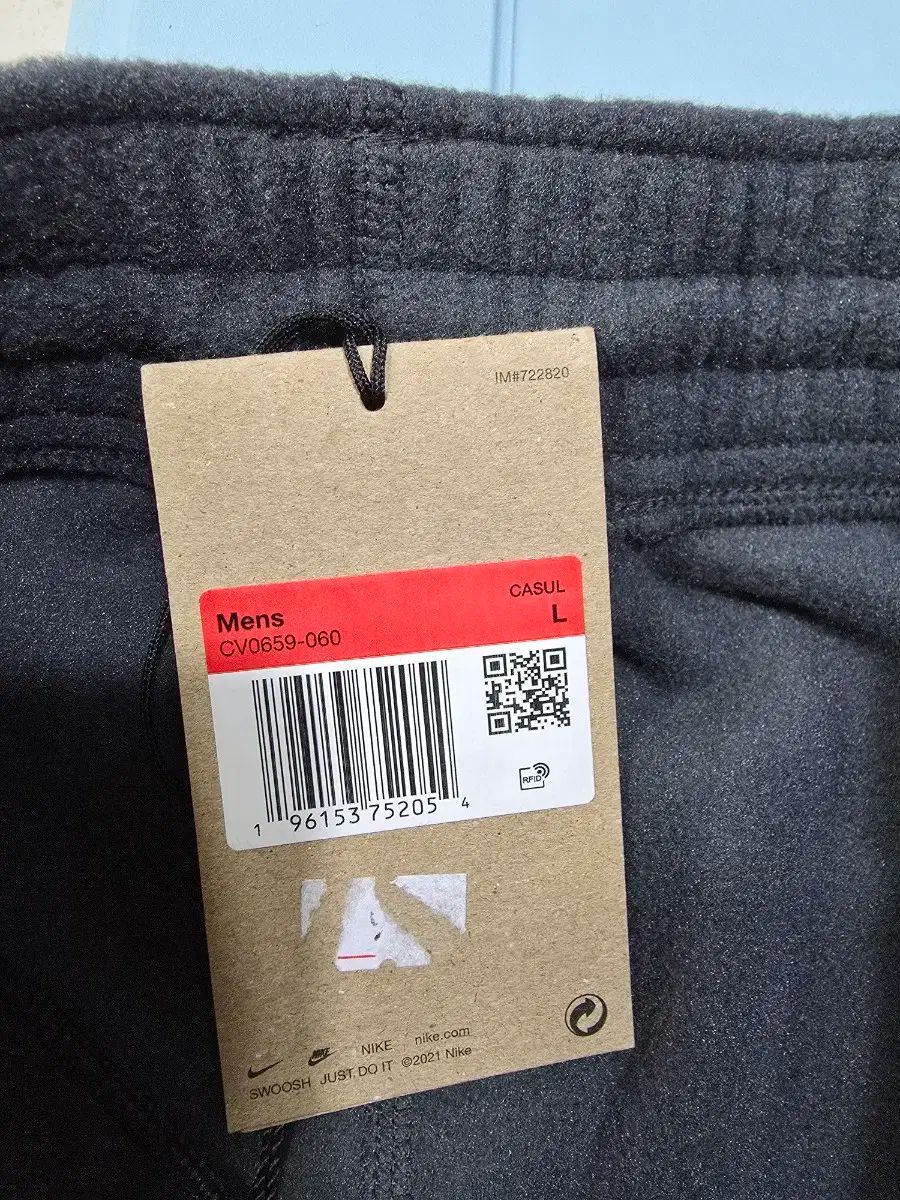 IM#722820
Mens CASUL
CV0659-060 L
RFID
1 96153 75205 4
NIKE nike.com
SWOOSH JUST DO IT ©2021 Nike